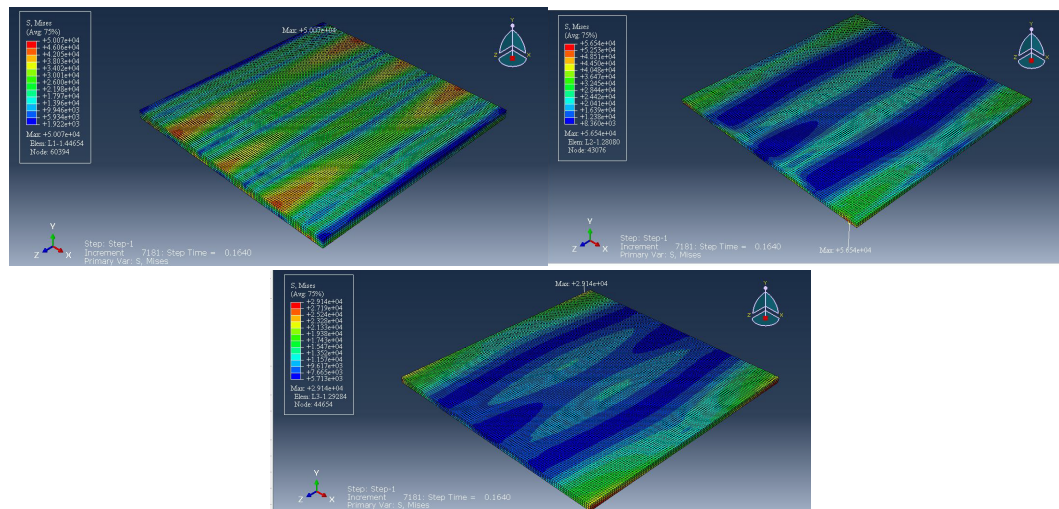 S, Mises
(Avg: 75%)
+5.007e+04
+4.606e+04
+4.205e+04
+3.803e+04
+3.402e+04
+3.001e+04
+2.600e+04
+2.198e+04
+1.797e+04
+1.396e+04
+9.946e+03
+5.934e+03
+1.922e+03
Max: +5.007e+04
Elem: L1-1.44654
Node: 60394
Max: +5.007e+04
Y
Z
X
Y
Z X
Step: Step-1
Increment 7181: Step Time = 0.1640
Primary Var: S, Mises
S, Mises
(Avg: 75%)
+5.654e+04
+5.253e+04
+4.851e+04
+4.450e+04
+4.048e+04
+3.647e+04
+3.245e+04
+2.844e+04
+2.442e+04
+2.041e+04
+1.639e+04
+1.238e+04
+8.360e+03
Max: +5.654e+04
Elem: L2-1.28080
Node: 43076
Y
Z
X
Y
Z X
Step: Step-1
Increment 7181: Step Time = 0.1640
Primary Var: S, Mises
Max: +5.654e+04
S, Mises
(Avg: 75%)
+2.914e+04
+2.719e+04
+2.524e+04
+2.328e+04
+2.133e+04
+1.938e+04
+1.743e+04
+1.547e+04
+1.352e+04
+1.157e+04
+9.617e+03
+7.665e+03
+5.713e+03
Max: +2.914e+04
Elem: L3-1.29284
Node: 44654
Max: +2.914e+04
Y
Z
X
Y
Z X
Step: Step-1
Increment 7181: Step Time = 0.1640
Primary Var: S, Mises